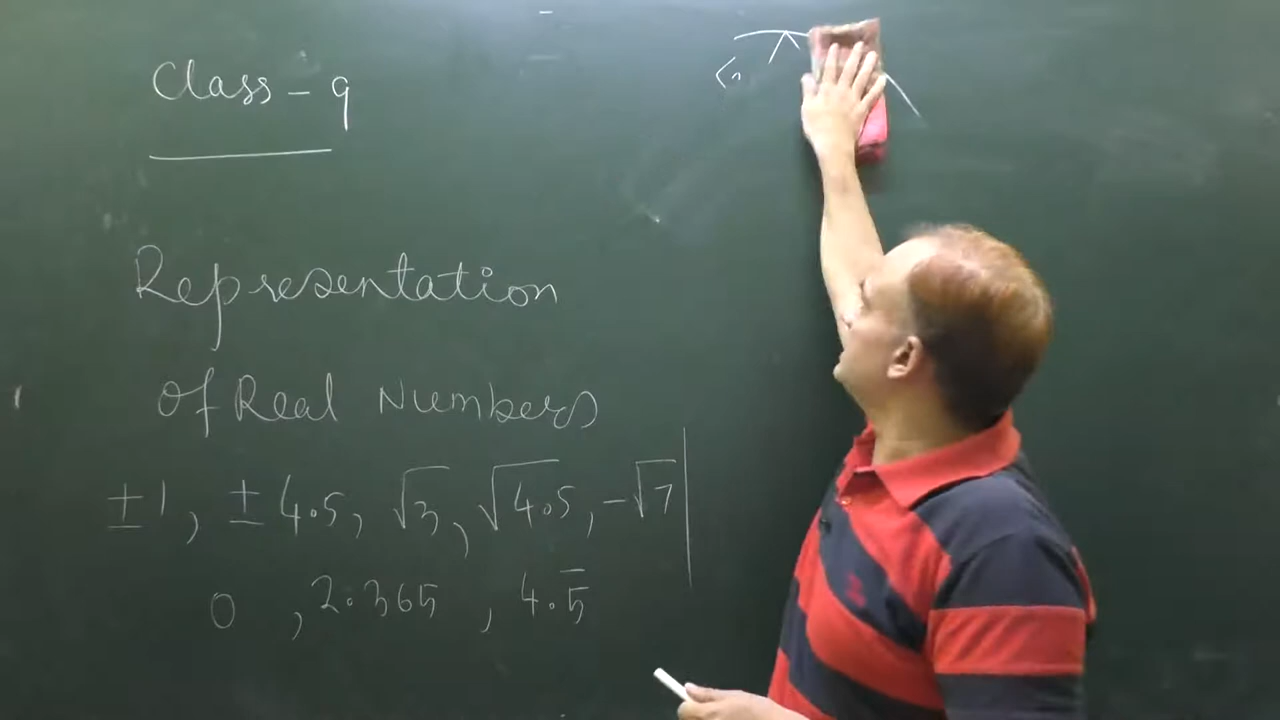 Class - 9
Representation
Of Real Numbers
±1, ± 4.5, √3, √4.5, -√7
0 , 2.365 , 4.5̅